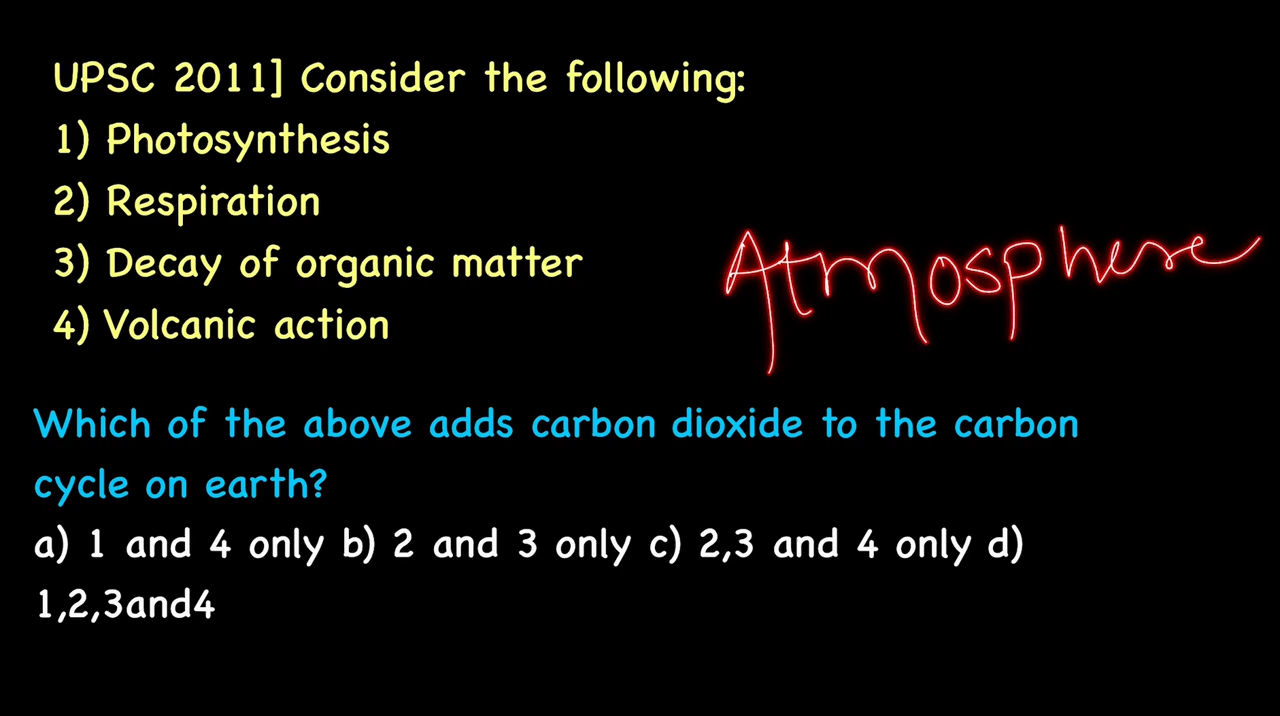 UPSC 2011] Consider the following:
1) Photosynthesis
2) Respiration
3) Decay of organic matter
4) Volcanic action
Atmosphere
Which of the above adds carbon dioxide to the carbon
cycle on earth?
a) 1 and 4 only b) 2 and 3 only c) 2,3 and 4 only d)
1,2,3and4